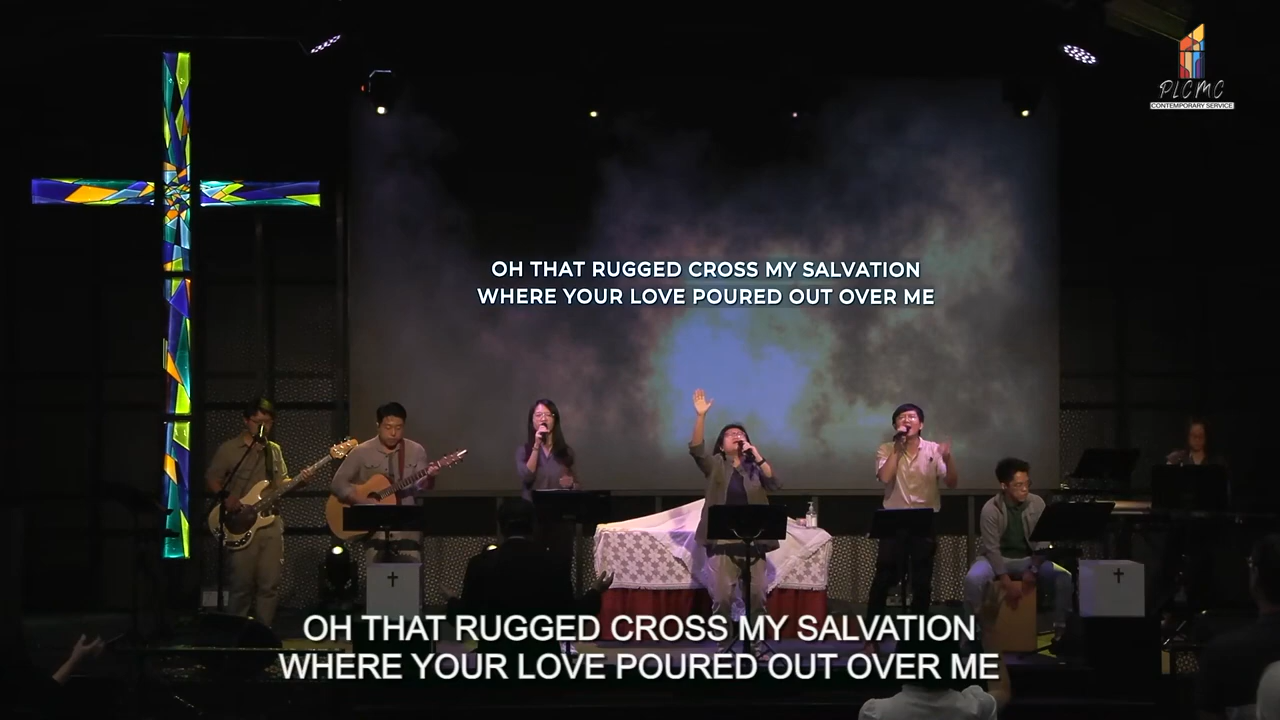 PLCMC
CONTEMPORARY SERVICE
OH THAT RUGGED CROSS MY SALVATION
WHERE YOUR LOVE POURED OUT OVER ME
OH THAT RUGGED CROSS MY SALVATION
WHERE YOUR LOVE POURED OUT OVER ME